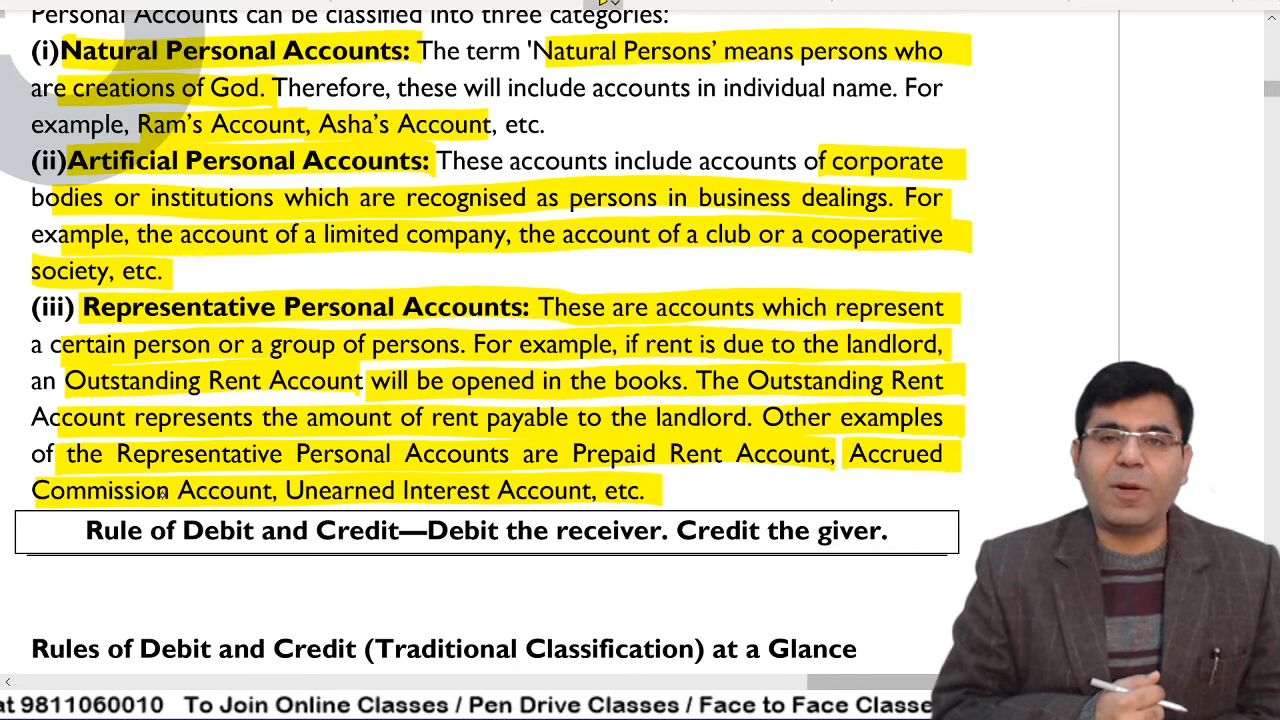 Personal Accounts can be classified into three categories:
(i)Natural Personal Accounts: The term 'Natural Persons’ means persons who
are creations of God. Therefore, these will include accounts in individual name. For
example, Ram’s Account, Asha’s Account, etc.
(ii)Artificial Personal Accounts: These accounts include accounts of corporate
bodies or institutions which are recognised as persons in business dealings. For
example, the account of a limited company, the account of a club or a cooperative
society, etc.
(iii) Representative Personal Accounts: These are accounts which represent
a certain person or a group of persons. For example, if rent is due to the landlord,
an Outstanding Rent Account will be opened in the books. The Outstanding Rent
Account represents the amount of rent payable to the landlord. Other examples
of the Representative Personal Accounts are Prepaid Rent Account, Accrued
Commission Account, Unearned Interest Account, etc.
Rule of Debit and Credit—Debit the receiver. Credit the giver.
Rules of Debit and Credit (Traditional Classification) at a Glance
at 9811060010 To Join Online Classes / Pen Drive Classes / Face to Face Classe